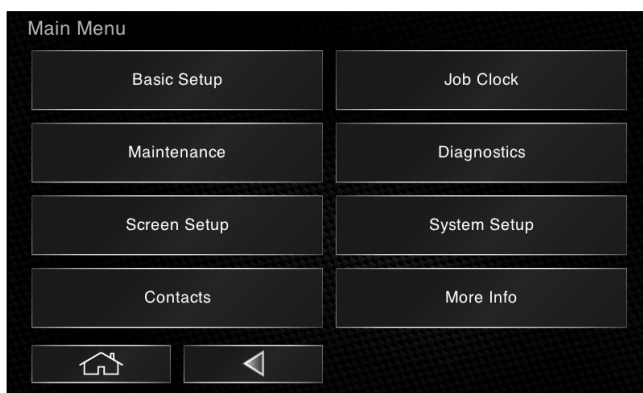 Main Menu
Basic Setup
Job Clock
Maintenance
Diagnostics
Screen Setup
System Setup
Contacts
More Info